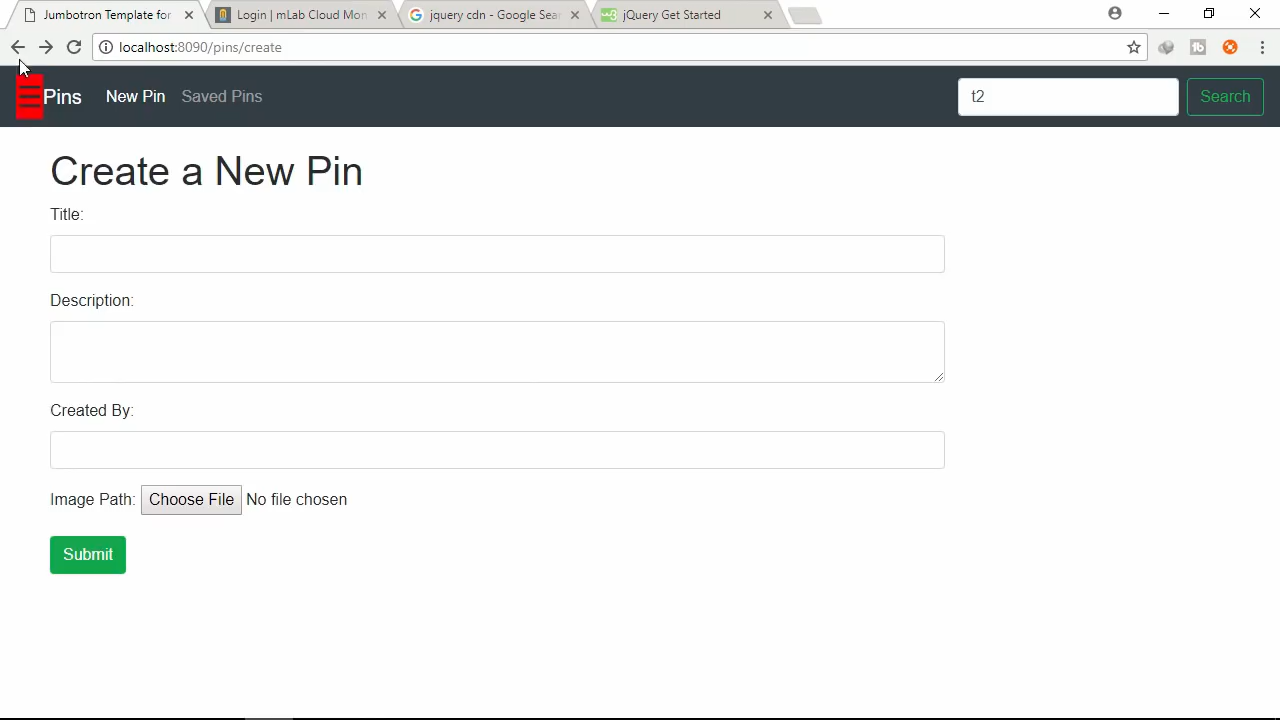 Jumbotron Template for
Login | mLab Cloud Mon
jquery cdn - Google Sear
jQuery Get Started
localhost:8090/pins/create
Pins
New Pin
Saved Pins
t2
Search
Create a New Pin
Title:
Description:
Created By:
Image Path: Choose File No file chosen
Submit